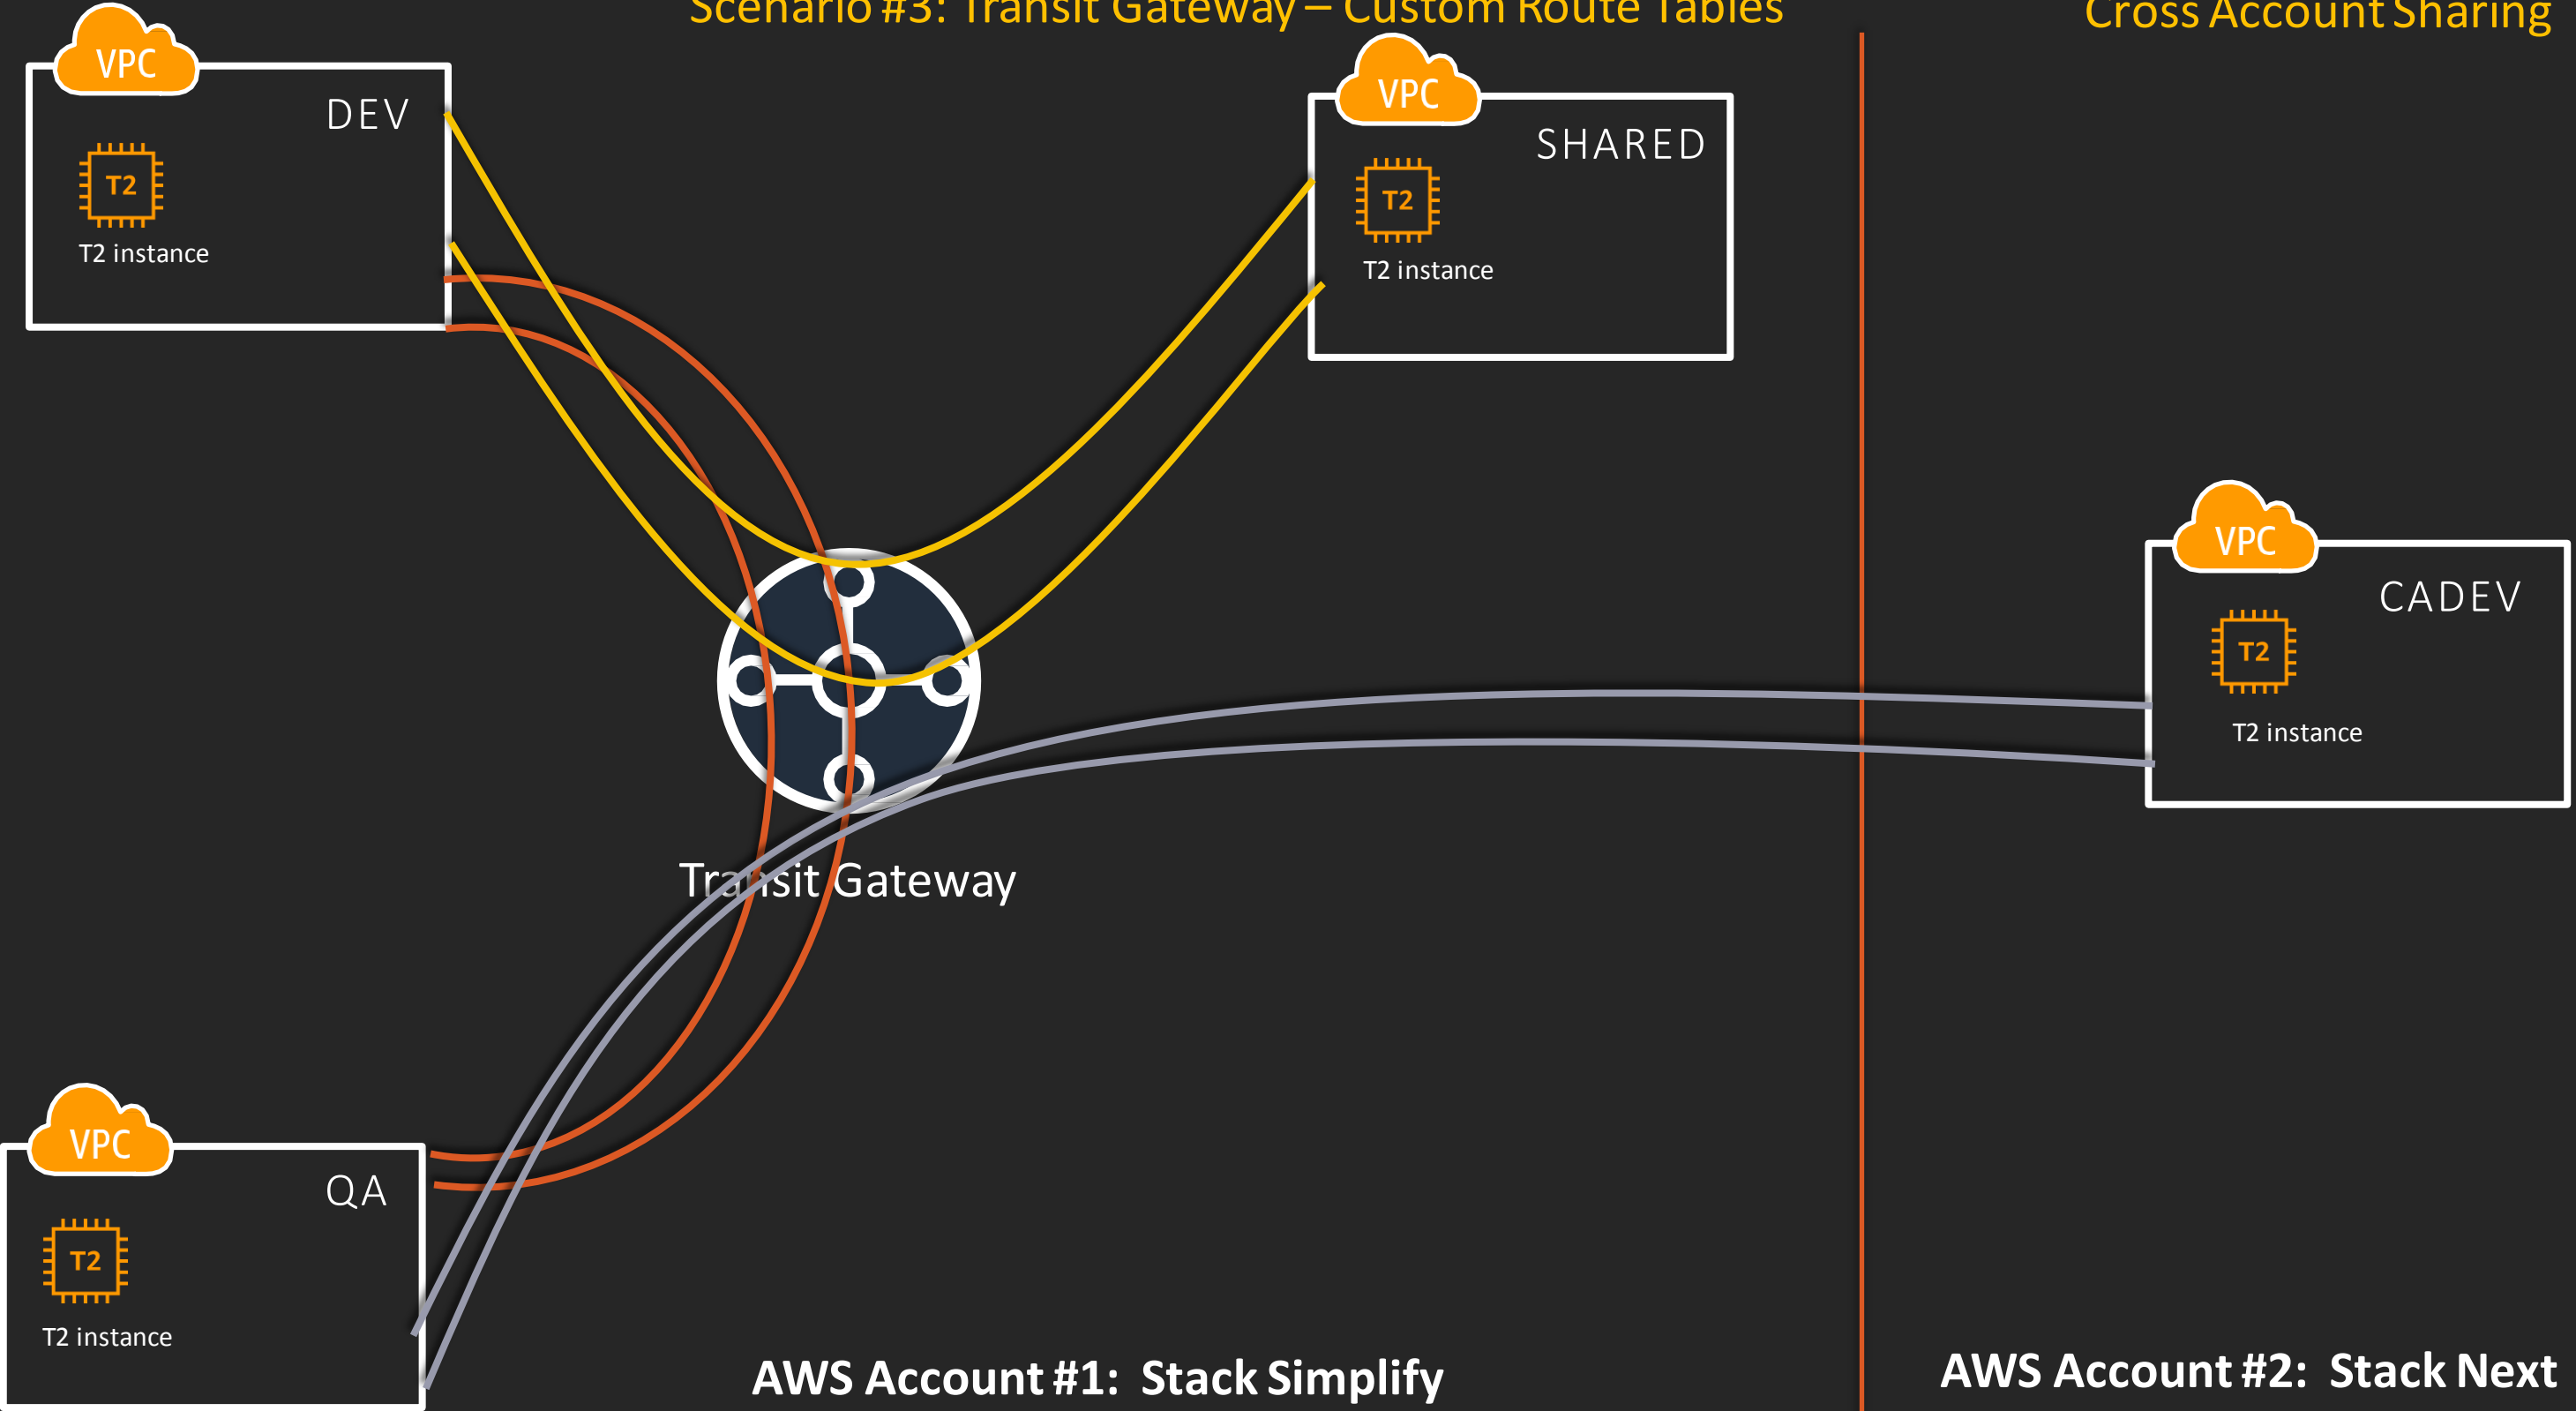 Scenario #3: Transit Gateway – Custom Route Tables
Cross Account Sharing
VPC
DEV
T2
T2 instance
VPC
SHARED
T2
T2 instance
VPC
CADEV
T2
T2 instance
Transit Gateway
VPC
QA
T2
T2 instance
AWS Account #1: Stack Simplify
AWS Account #2: Stack Next